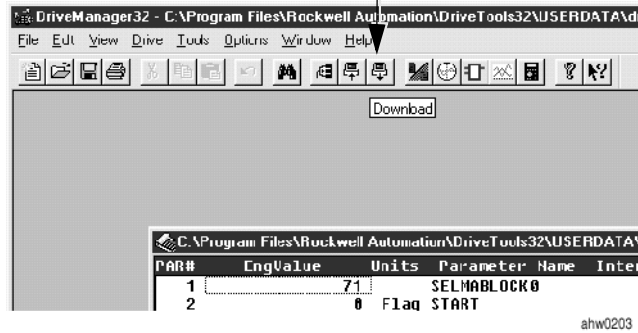 DriveManager32 - C:\Program Files\Rockwell Automation\DriveTools32\USERDATA\d
File Edit View Drive Tools Options Window Help
Download
C:\Program Files\Rockwell Automation\DriveTools32\USERDATA\
PAR# EngValue Units Parameter Name Inter
1 71 SELMABLOCK0
2 0 Flag START
ahw0203